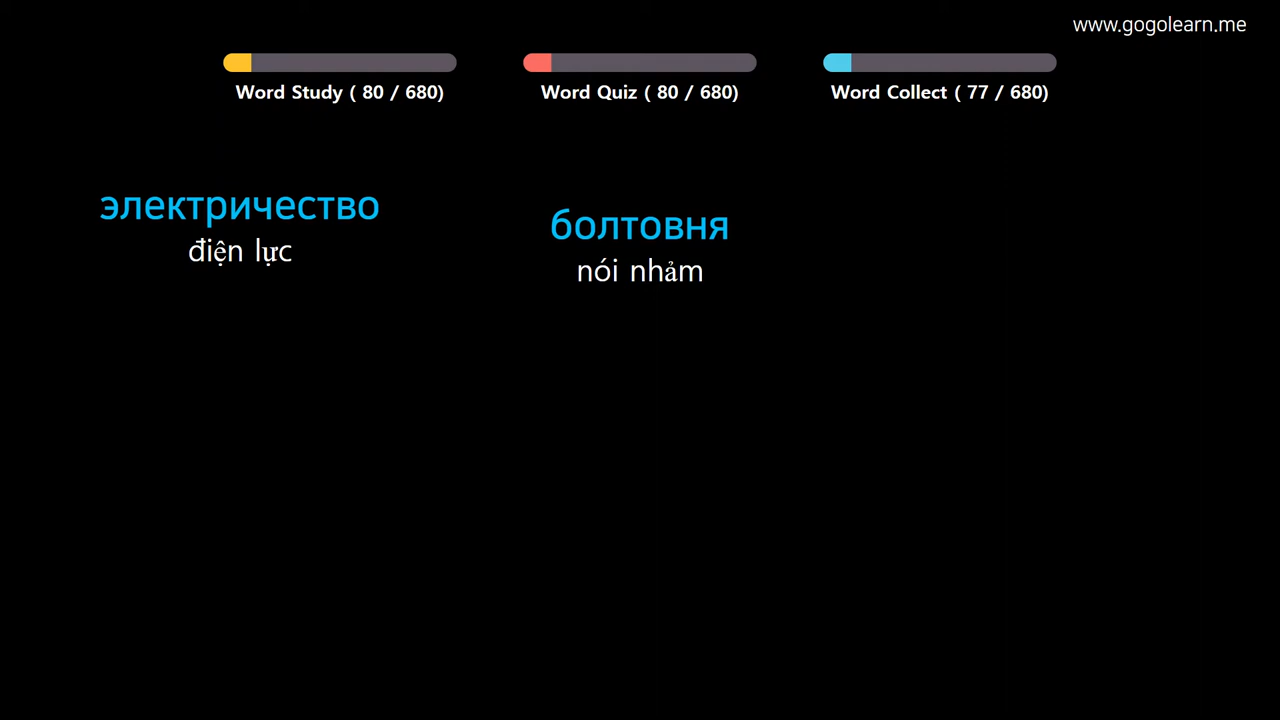 www.gogolearn.me
Word Study ( 80 / 680)
Word Quiz ( 80 / 680)
Word Collect ( 77 / 680)
электричество
điện lực
болтовня
nói nhảm